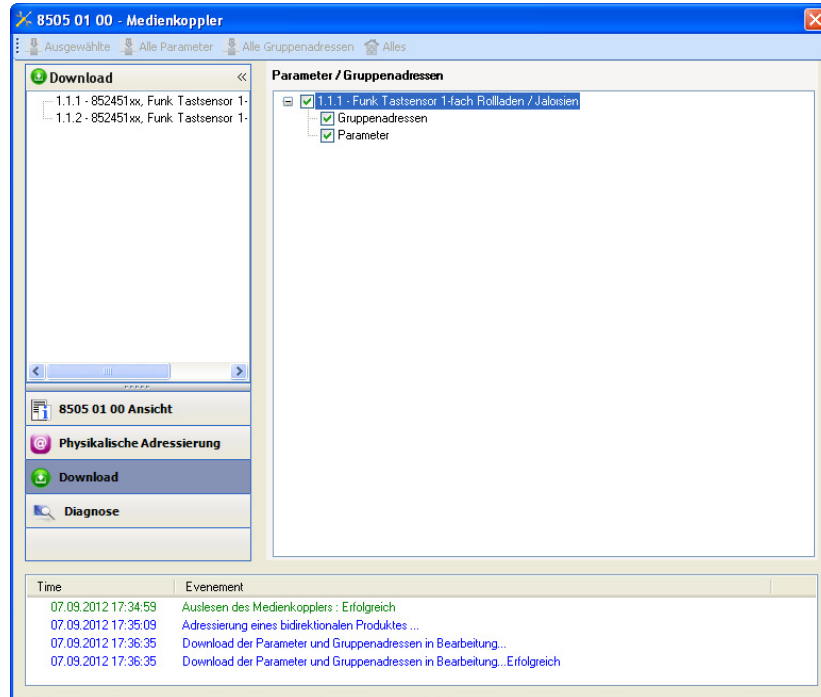 8505 01 00 - Medienkoppler
Ausgewählte Alle Parameter Alle Gruppenadressen Alles
Download «
1.1.1 - 852451xx, Funk Tastsensor 1-
1.1.2 - 852451xx, Funk Tastsensor 1-
8505 01 00 Ansicht
Physikalische Adressierung
Download
Diagnose
Parameter / Gruppenadressen
1.1.1 - Funk Tastsensor 1-fach Rollladen / Jaloisien
Gruppenadressen
Parameter
Time Evenement
07.09.2012 17:34:59 Auslesen des Medienkopplers : Erfolgreich
07.09.2012 17:35:09 Adressierung eines bidirektionalen Produktes ...
07.09.2012 17:36:35 Download der Parameter und Gruppenadressen in Bearbeitung...
07.09.2012 17:36:35 Download der Parameter und Gruppenadressen in Bearbeitung...Erfolgreich